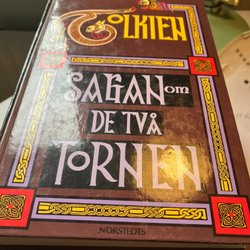 TOLKIEN
SAGAN OM
DE TVÅ
TORNEN
NORSTEDTS